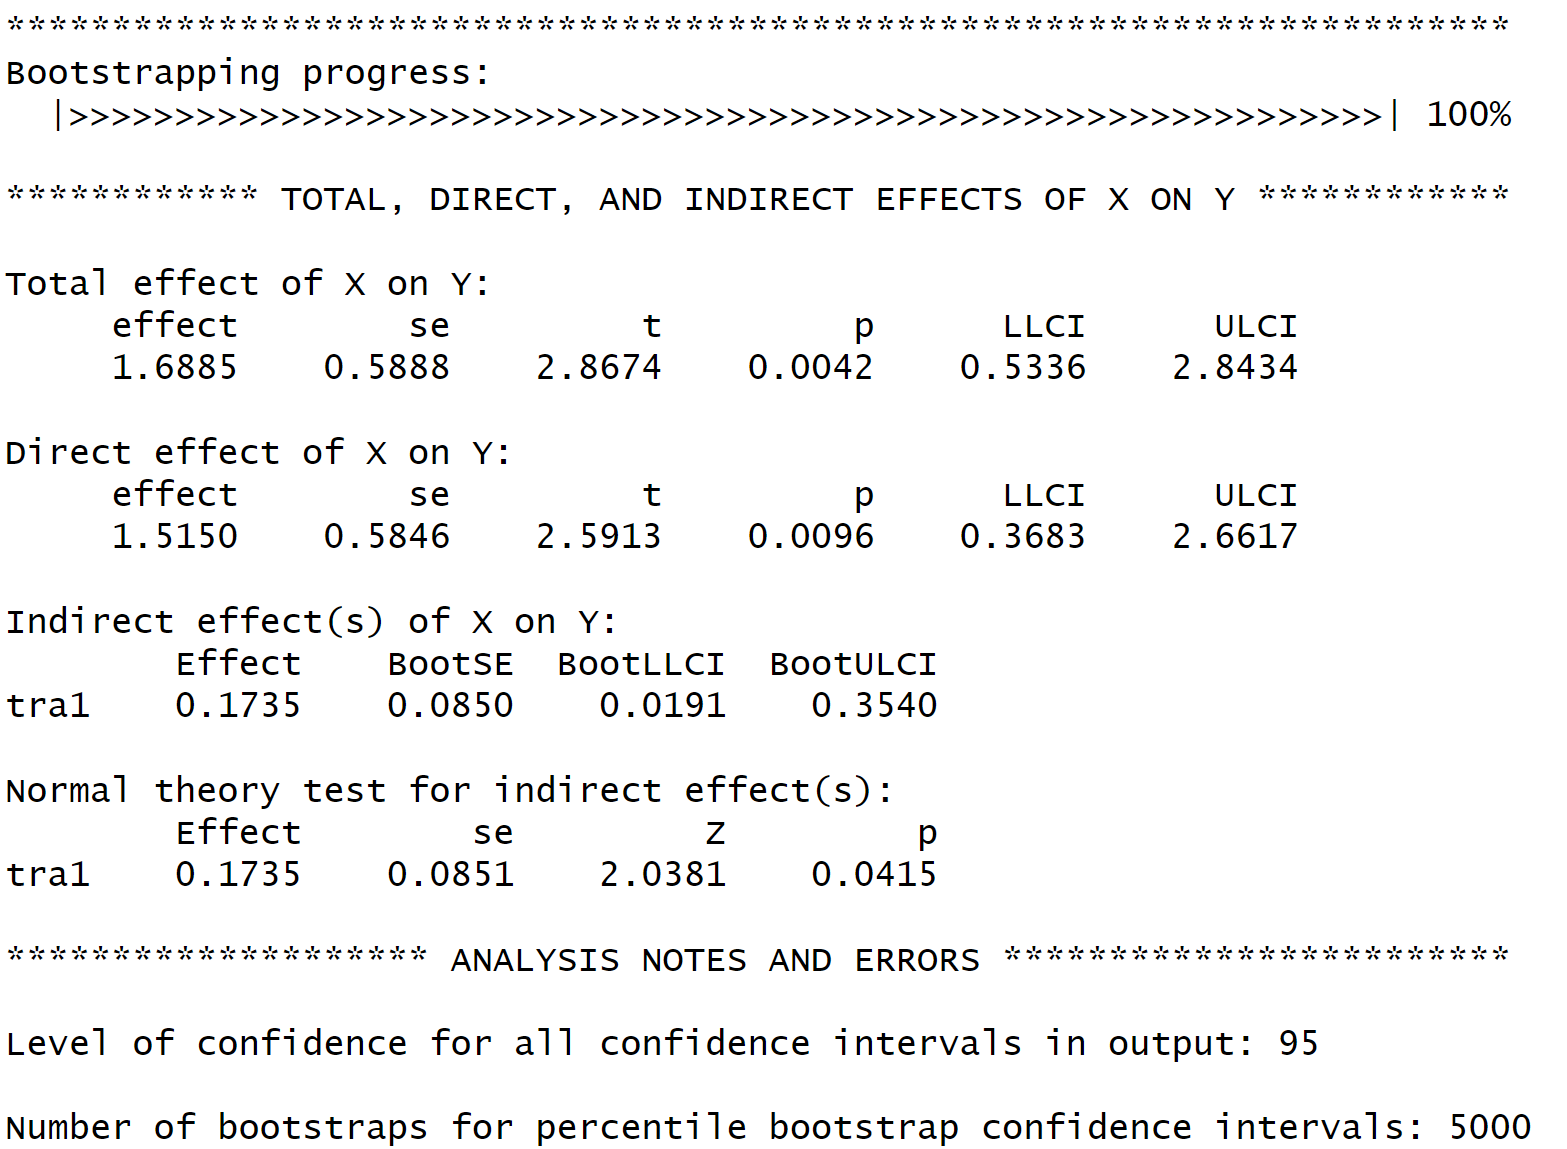 ***********************************************************************
Bootstrapping progress:
|>>>>>>>>>>>>>>>>>>>>>>>>>>>>>>>>>>>>>>>>>>>>>>>>>>>>>>>>>>>>>>| 100%
************ TOTAL, DIRECT, AND INDIRECT EFFECTS OF X ON Y ************
Total effect of X on Y:
effect se t p LLCI ULCI
1.6885 0.5888 2.8674 0.0042 0.5336 2.8434
Direct effect of X on Y:
effect se t p LLCI ULCI
1.5150 0.5846 2.5913 0.0096 0.3683 2.6617
Indirect effect(s) of X on Y:
Effect BootSE BootLLCI BootULCI
tra1 0.1735 0.0850 0.0191 0.3540
Normal theory test for indirect effect(s):
Effect se Z p
tra1 0.1735 0.0851 2.0381 0.0415
******************** ANALYSIS NOTES AND ERRORS ************************
Level of confidence for all confidence intervals in output: 95
Number of bootstraps for percentile bootstrap confidence intervals: 5000